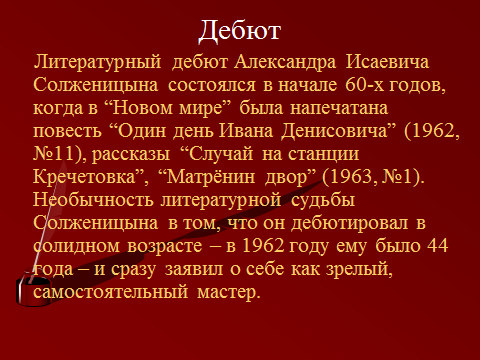 Дебют
Литературный дебют Александра Исаевича
Солженицына состоялся в начале 60-х годов,
когда в “Новом мире” была напечатана
повесть “Один день Ивана Денисовича” (1962,
№11), рассказы “Случай на станции
Кречетовка”, “Матрёнин двор” (1963, №1).
Необычность литературной судьбы
Солженицына в том, что он дебютировал в
солидном возрасте – в 1962 году ему было 44
года – и сразу заявил о себе как зрелый,
самостоятельный мастер.